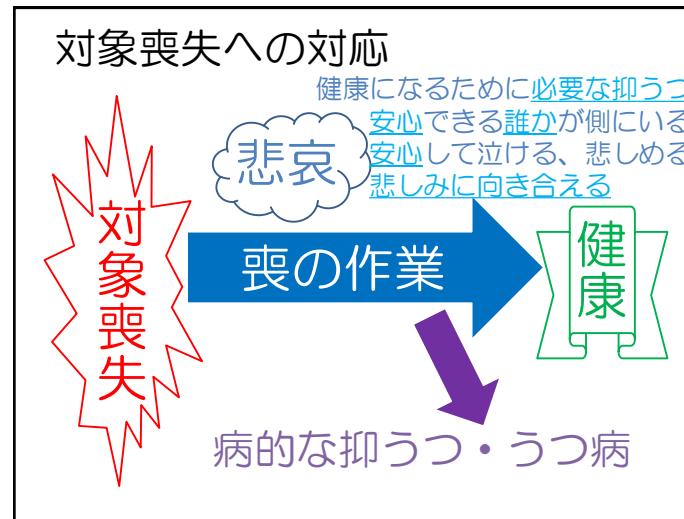 対象喪失への対応
健康になるために必要な抑うつ
安心できる誰かが側にいる
安心して泣ける、悲しめる
悲しみに向き合える
悲哀
対象喪失
喪の作業
健康
病的な抑うつ・うつ病